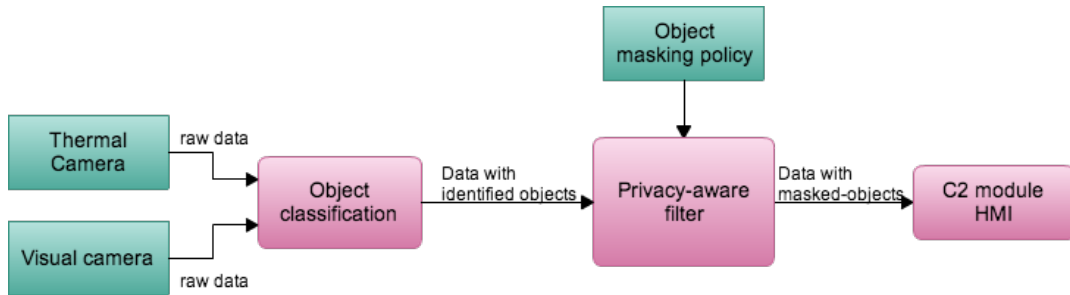 Object
masking policy
Thermal
Camera
raw data
Visual camera
raw data
Object
classification
Data with
identified objects
Privacy-aware
filter
Data with
masked-objects
C2 module
HMI